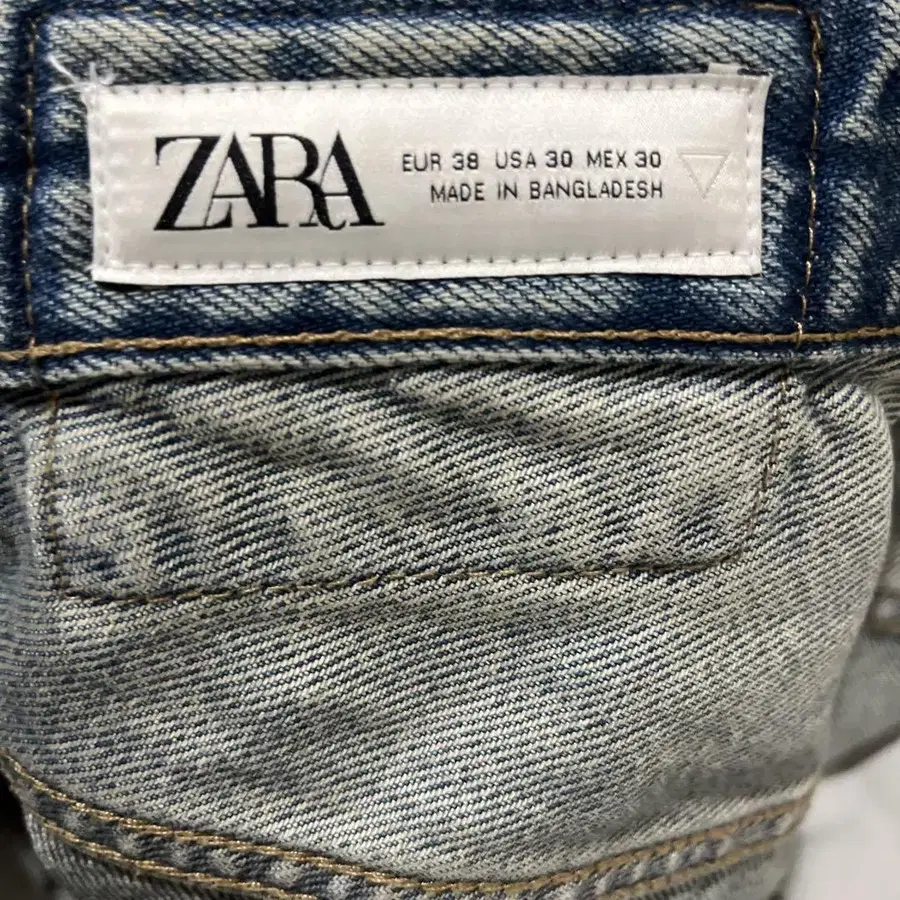 ZARA
EUR 38 USA 30 MEX 30
MADE IN BANGLADESH